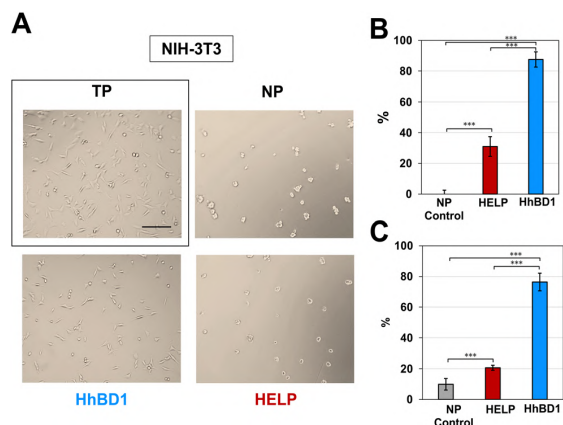 A
NIH-3T3
TP
NP
HhBD1
HELP
B
100
80
60
40
20
0
%
***
***
***
NP
Control
HELP
HhBD1
C
100
80
60
40
20
0
%
***
***
***
NP
Control
HELP
HhBD1